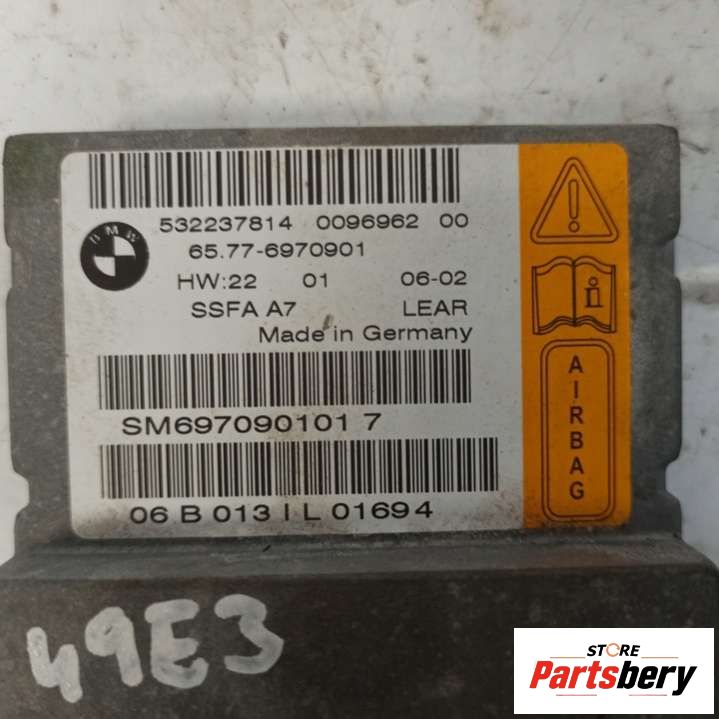 BMW
532237814 0096962 00
65.77-6970901
HW:22 01 06-02
SSFA A7 LEAR
Made in Germany
SM697090101 7
06 B 013 I L 01694
i
AIRBAG
49E3
STORE
Partsbery